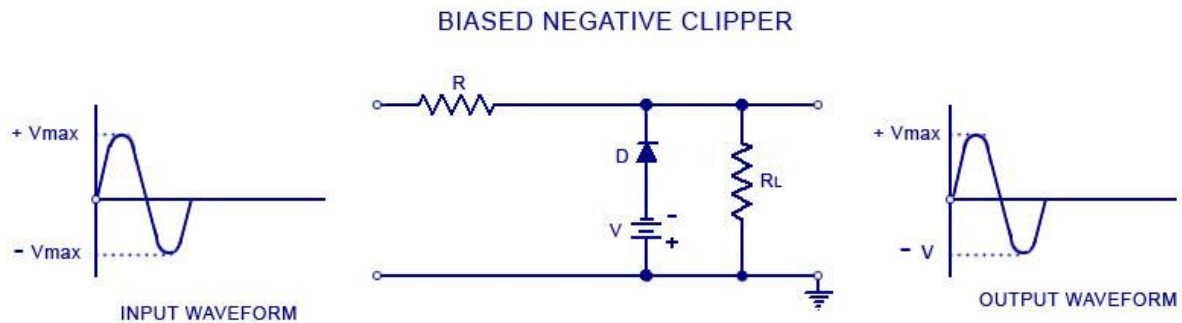 BIASED NEGATIVE CLIPPER
R
+ Vmax
- Vmax
INPUT WAVEFORM
D
V
-
+
RL
+ Vmax
- V
OUTPUT WAVEFORM